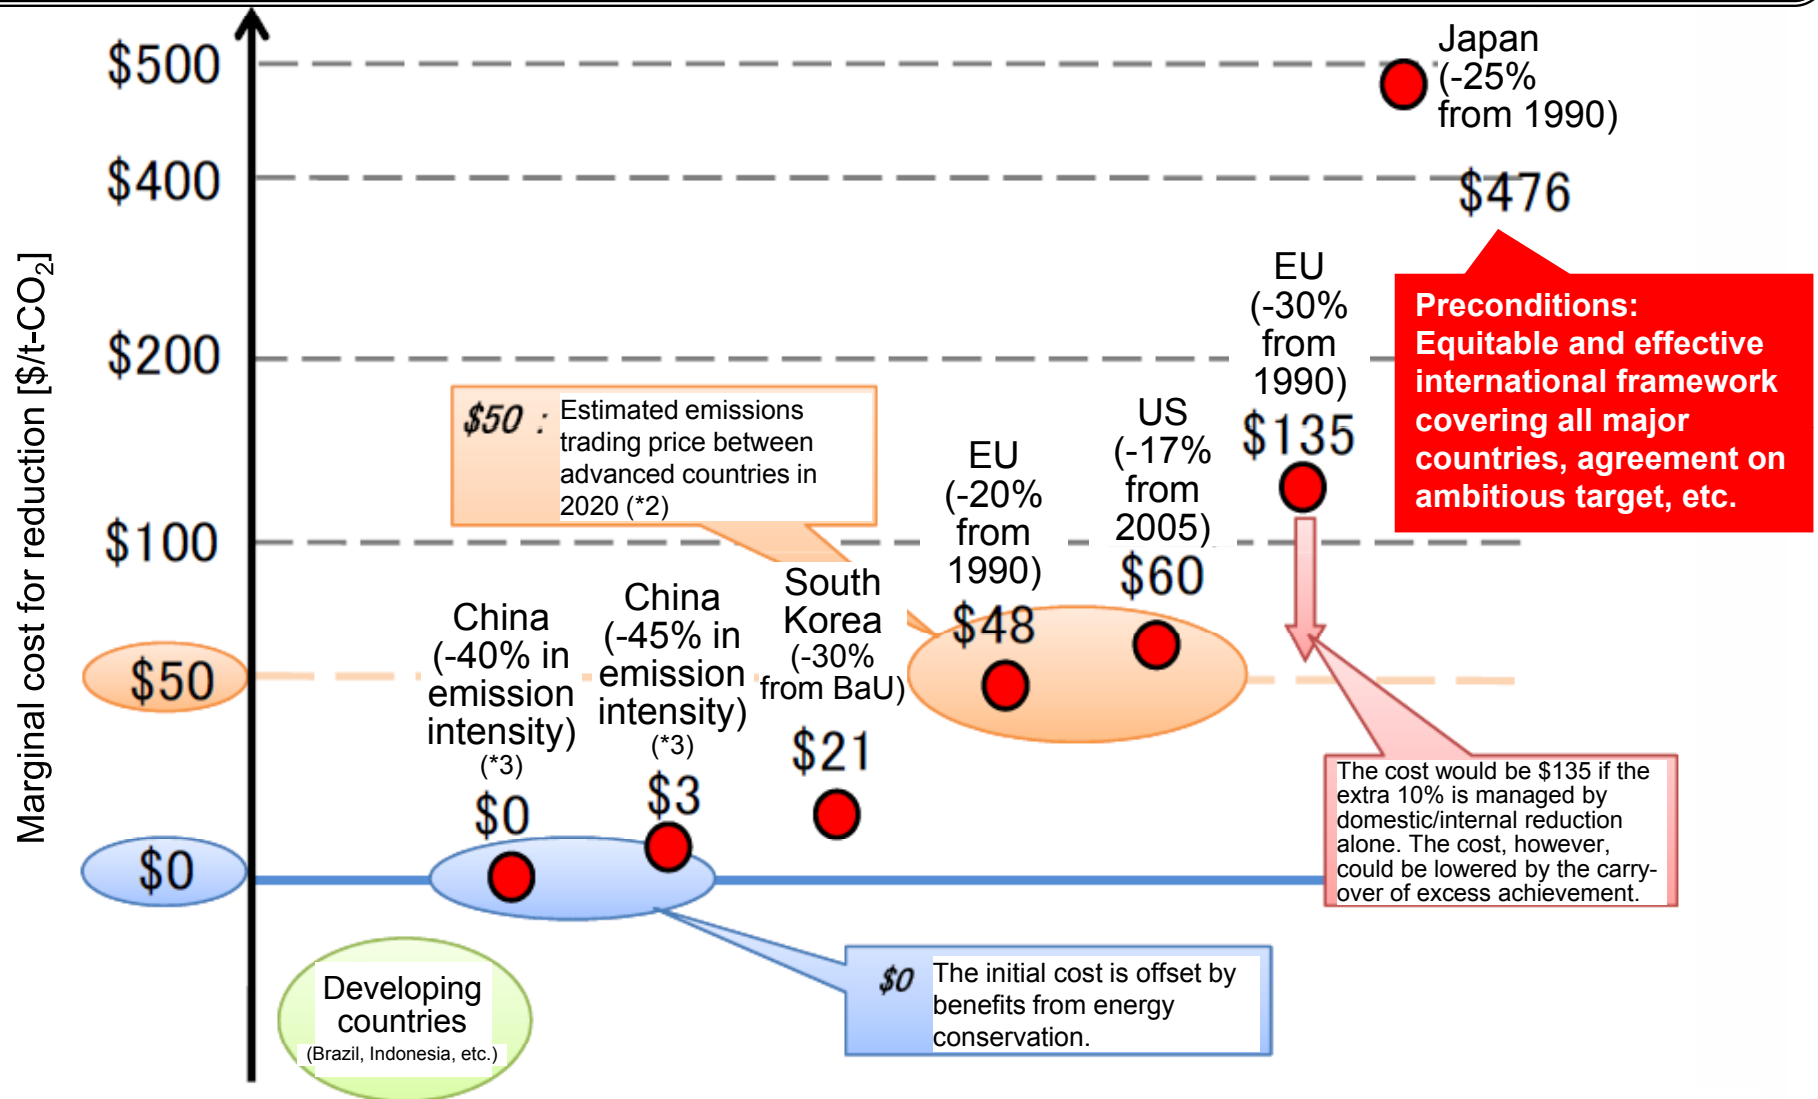 Marginal cost for reduction [$/t-CO₂]
$500
$400
$200
$100
$50
$0
Japan
(-25%
from 1990)
$476
Preconditions:
Equitable and effective
international framework
covering all major
countries, agreement on
ambitious target, etc.
EU
(-30%
from
1990)
$135
US
(-17%
from
2005)
$60
EU
(-20%
from
1990)
$48
$50 : Estimated emissions
trading price between
advanced countries in
2020 (*2)
South
Korea
(-30%
from BaU)
$21
China
(-45% in
emission
intensity)
(*3)
$3
China
(-40% in
emission
intensity)
(*3)
$0
The cost would be $135 if the
extra 10% is managed by
domestic/internal reduction
alone. The cost, however,
could be lowered by the carry-
over of excess achievement.
$0 The initial cost is offset by
benefits from energy
conservation.
Developing
countries
(Brazil, Indonesia, etc.)